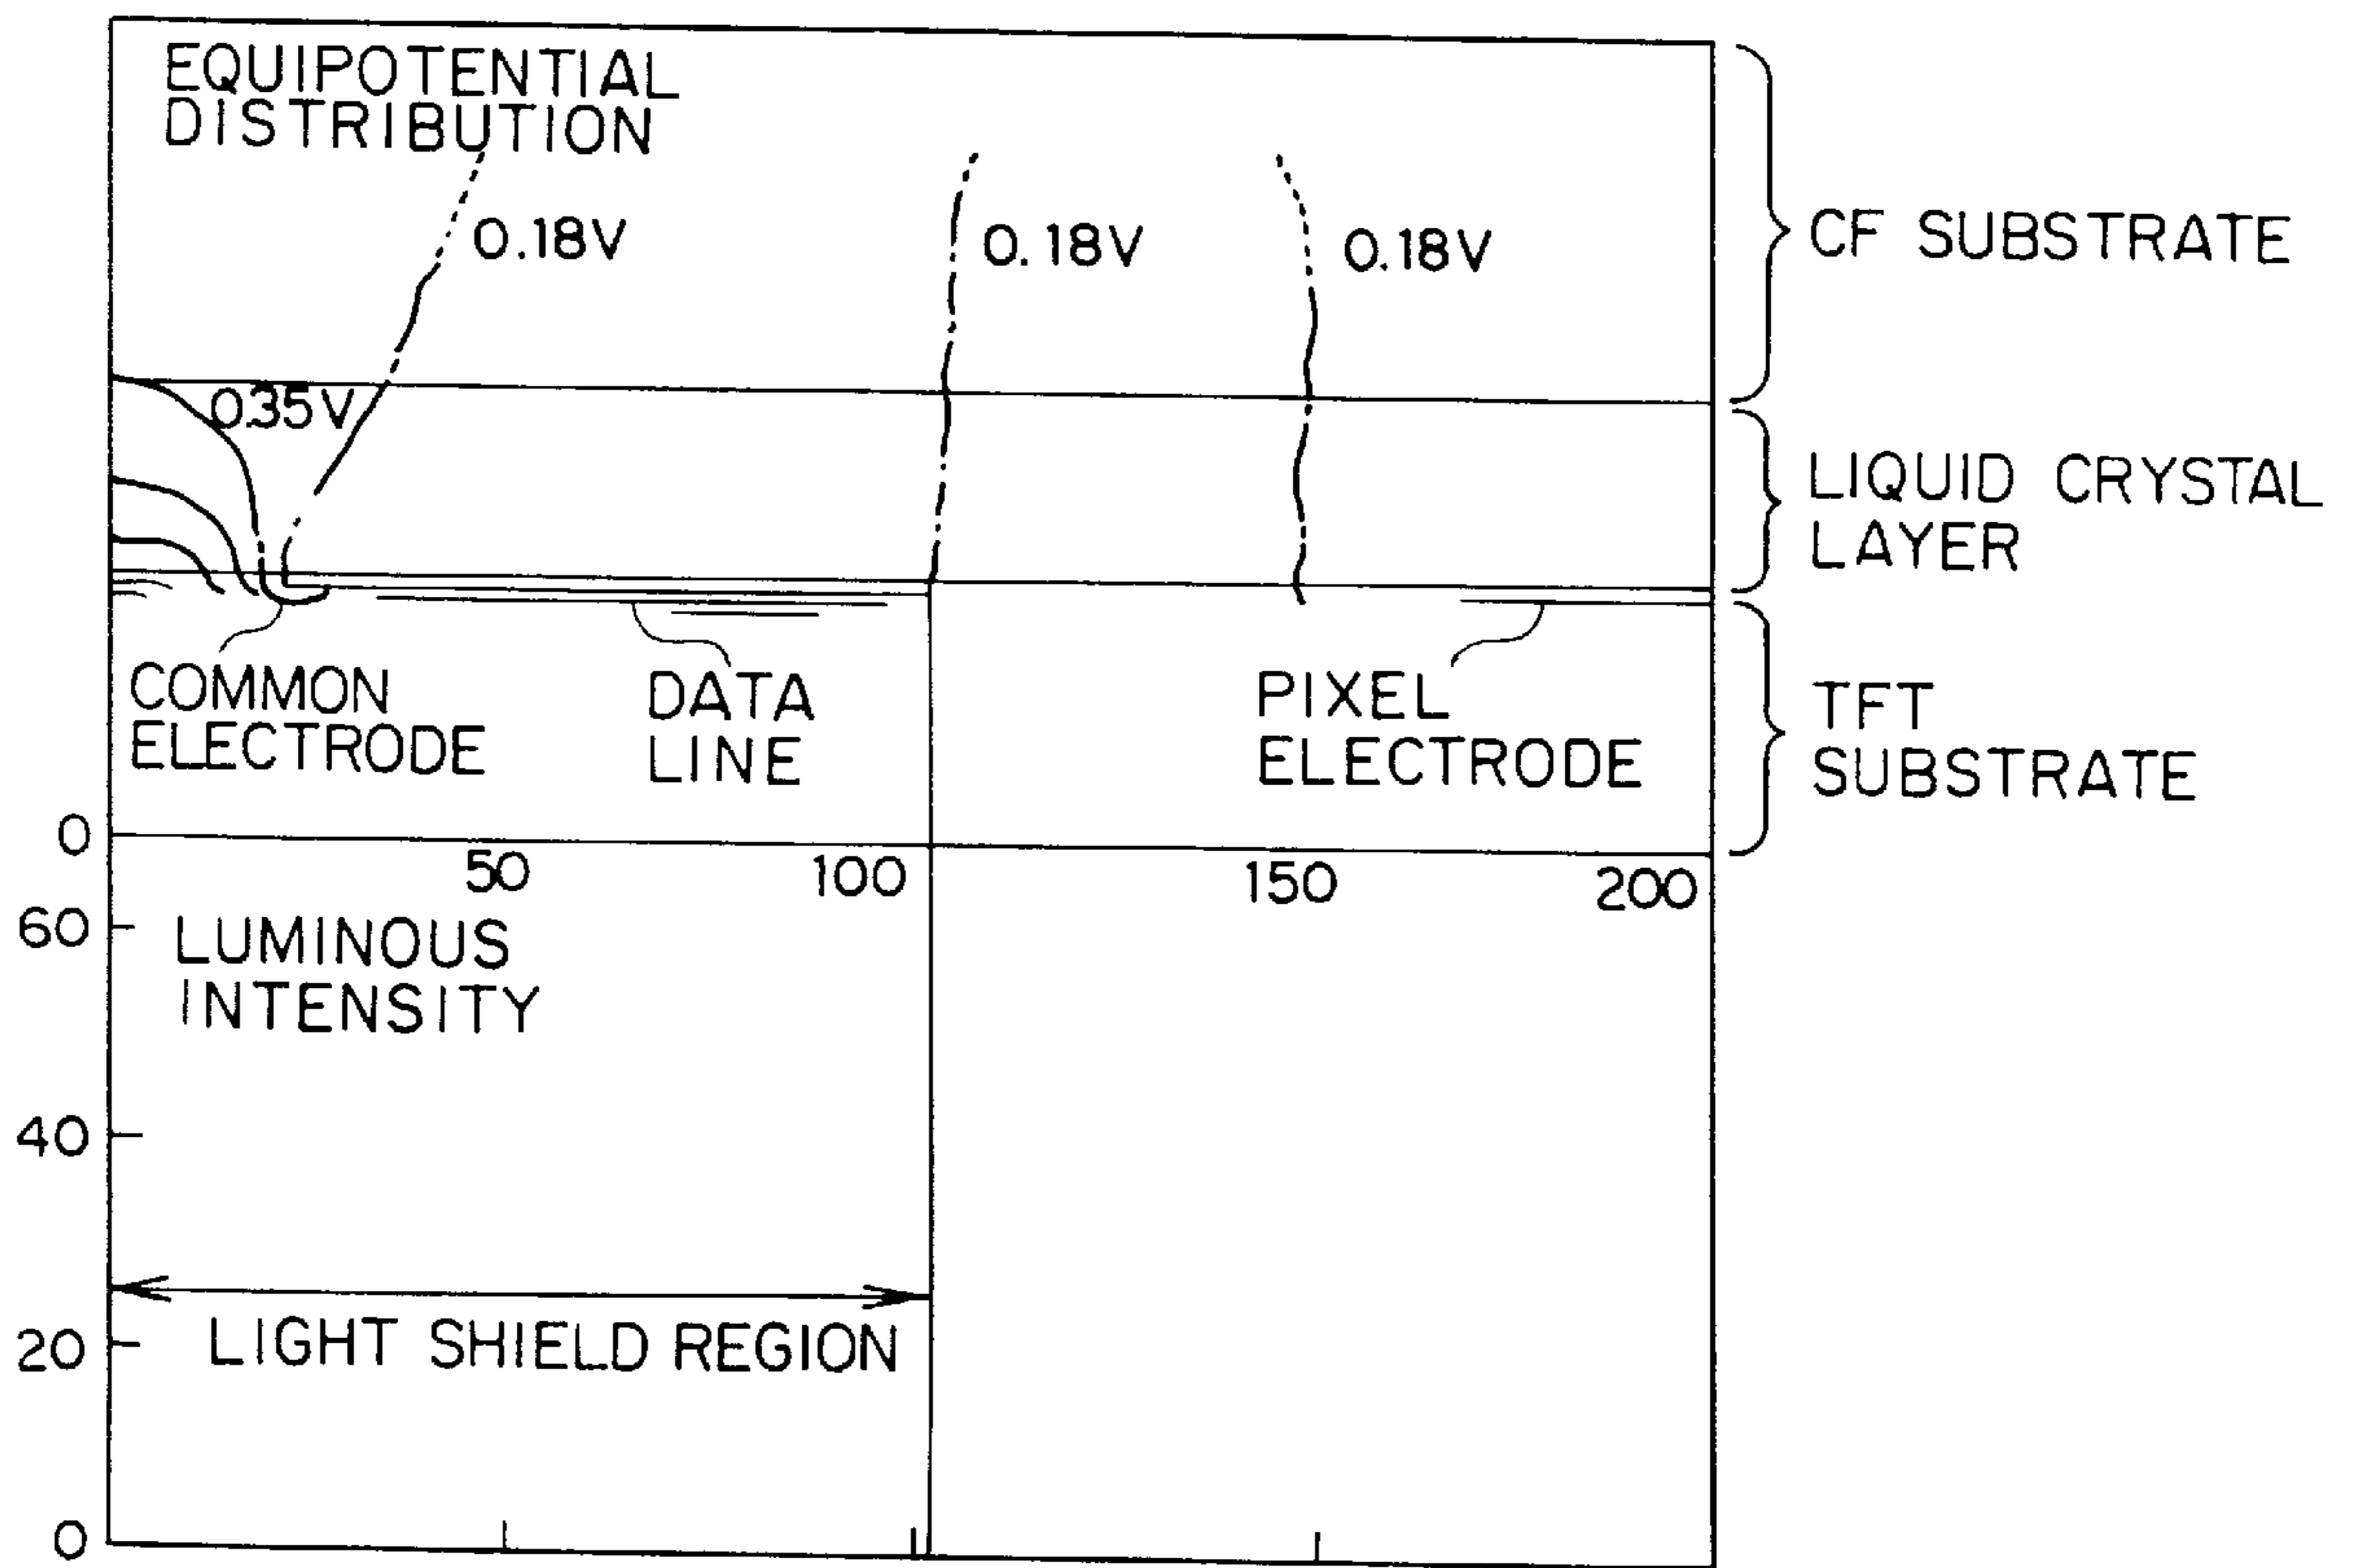 EQUIPOTENTIAL
DISTRIBUTION
0.18V
0.18V
0.18V
CF SUBSTRATE
0.35V
LIQUID CRYSTAL
LAYER
COMMON
ELECTRODE
DATA
LINE
PIXEL
ELECTRODE
TFT
SUBSTRATE
0
50
100
150
200
60
LUMINOUS
INTENSITY
40
20
LIGHT SHIELD REGION
0